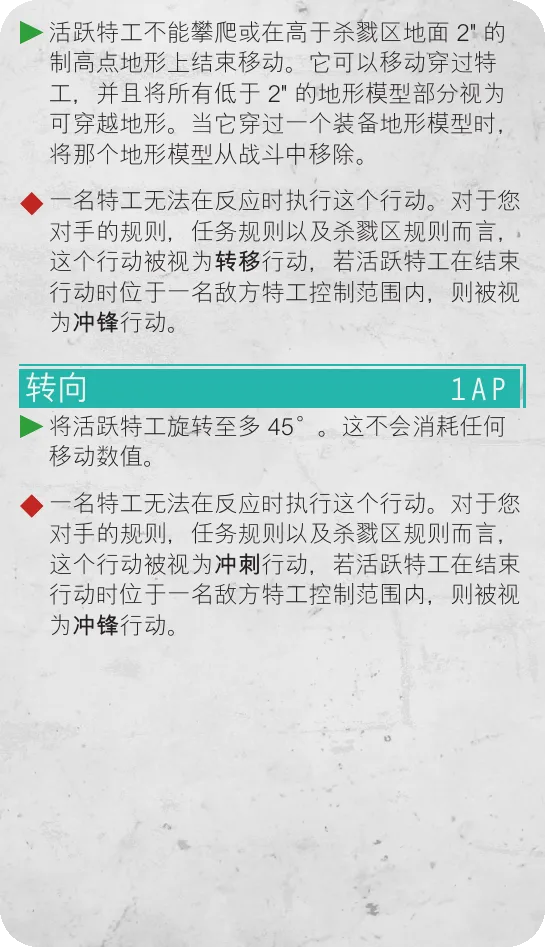 活跃特工不能攀爬或在高于杀戮区地面 2" 的
制高点地形上结束移动。它可以移动穿过特
工，并且将所有低于 2" 的地形模型部分视为
可穿越地形。当它穿过一个装备地形模型时，
将那个地形模型从战斗中移除。
一名特工无法在反应时执行这个行动。对于您
对手的规则，任务规则以及杀戮区规则而言，
这个行动被视为转移行动，若活跃特工在结束
行动时位于一名敌方特工控制范围内，则被视
为冲锋行动。
转向 1AP
将活跃特工旋转至多 45° 。这不会消耗任何
移动数值。
一名特工无法在反应时执行这个行动。对于您
对手的规则，任务规则以及杀戮区规则而言，
这个行动被视为冲刺行动，若活跃特工在结束
行动时位于一名敌方特工控制范围内，则被视
为冲锋行动。